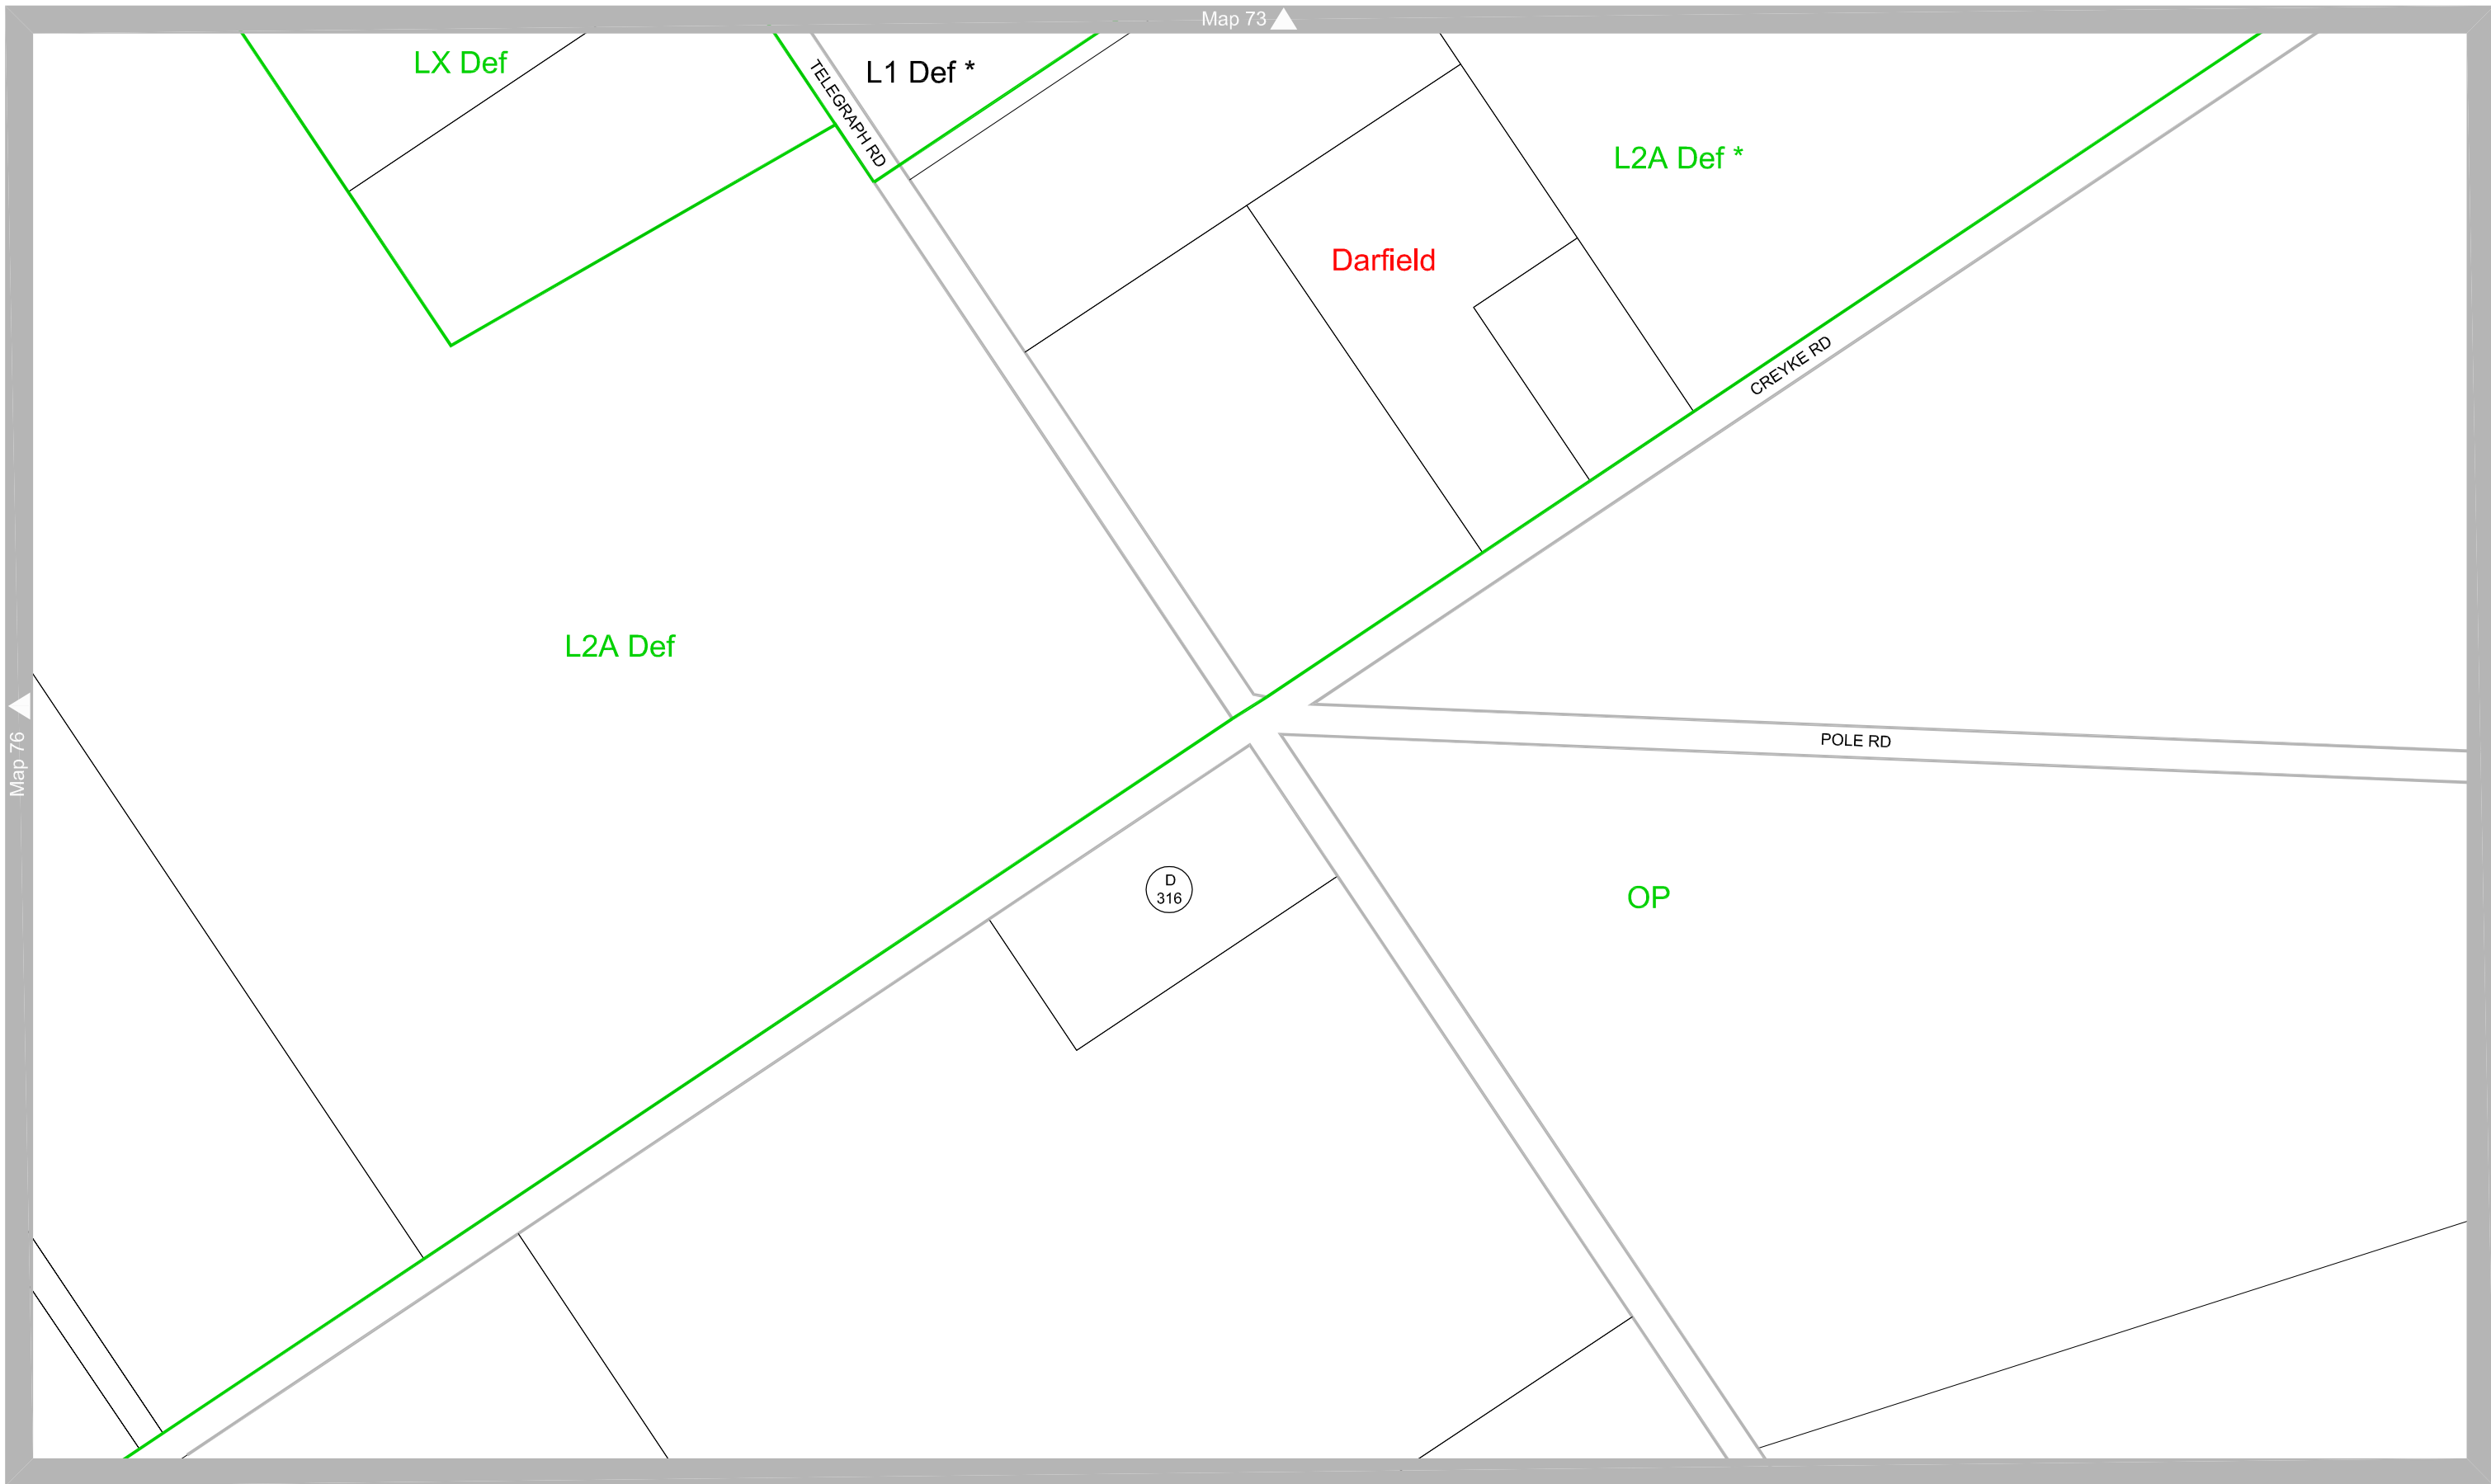 Map 73
LX Def
L1 Def *
TELEGRAPH RD
L2A Def *
Darfield
CREYKE RD
L2A Def
Map 76
POLE RD
D
316
OP